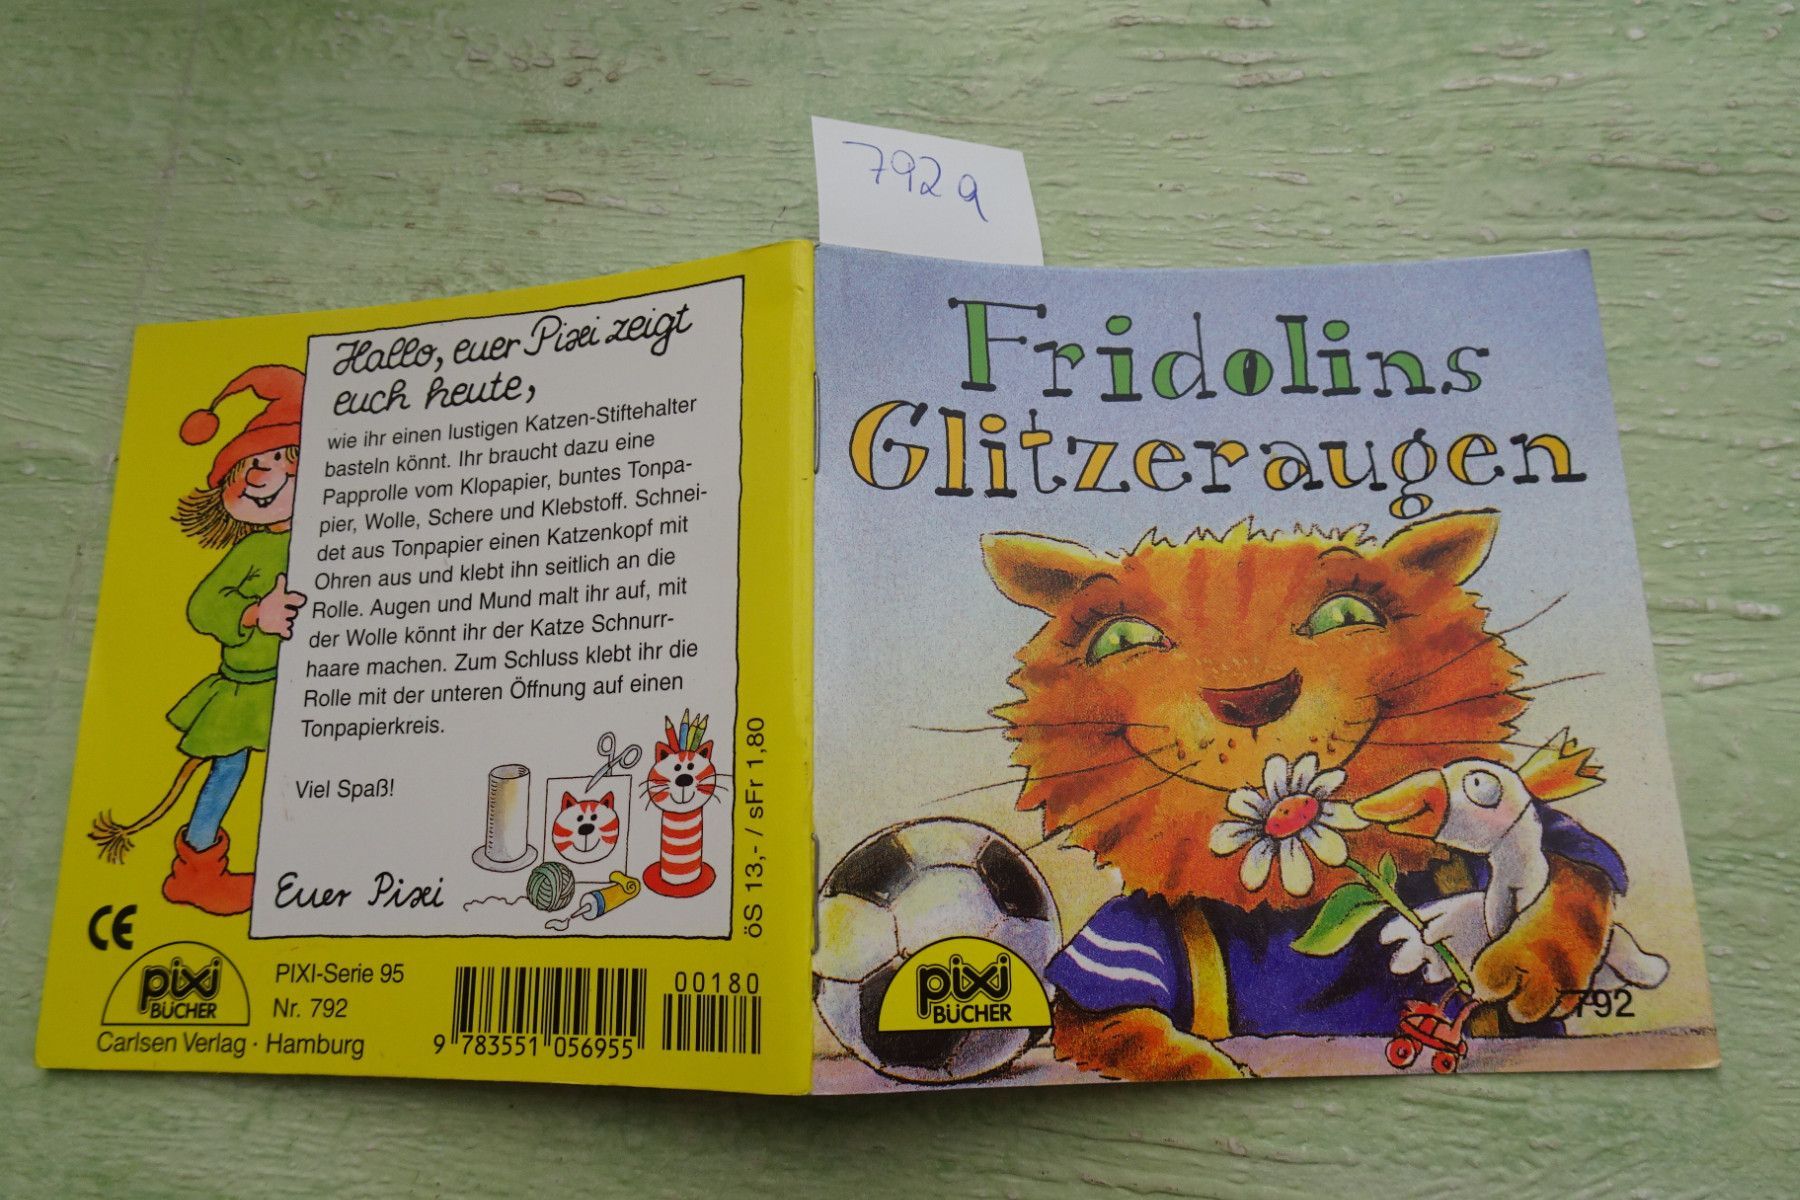 792 a
Hallo, euer Pixi zeigt
euch heute,
wie ihr einen lustigen Katzen-Stiftehalter
basteln könnt. Ihr braucht dazu eine
Papprolle vom Klopapier, buntes Tonpa-
pier, Wolle, Schere und Klebstoff. Schnei-
det aus Tonpapier einen Katzenkopf mit
Ohren aus und klebt ihn seitlich an die
Rolle. Augen und Mund malt ihr auf, mit
der Wolle könnt ihr der Katze Schnurr-
haare machen. Zum Schluss klebt ihr die
Rolle mit der unteren Öffnung auf einen
Tonpapierkreis.
Viel Spaß!
Euer Pixi
öS 13,- / sFr 1,80
CE
pixi
BÜCHER
PIXI-Serie 95
Nr. 792
Carlsen Verlag · Hamburg
9 783551 056955
00180
Fridolins
Glitzeraugen
pixi
BÜCHER
792